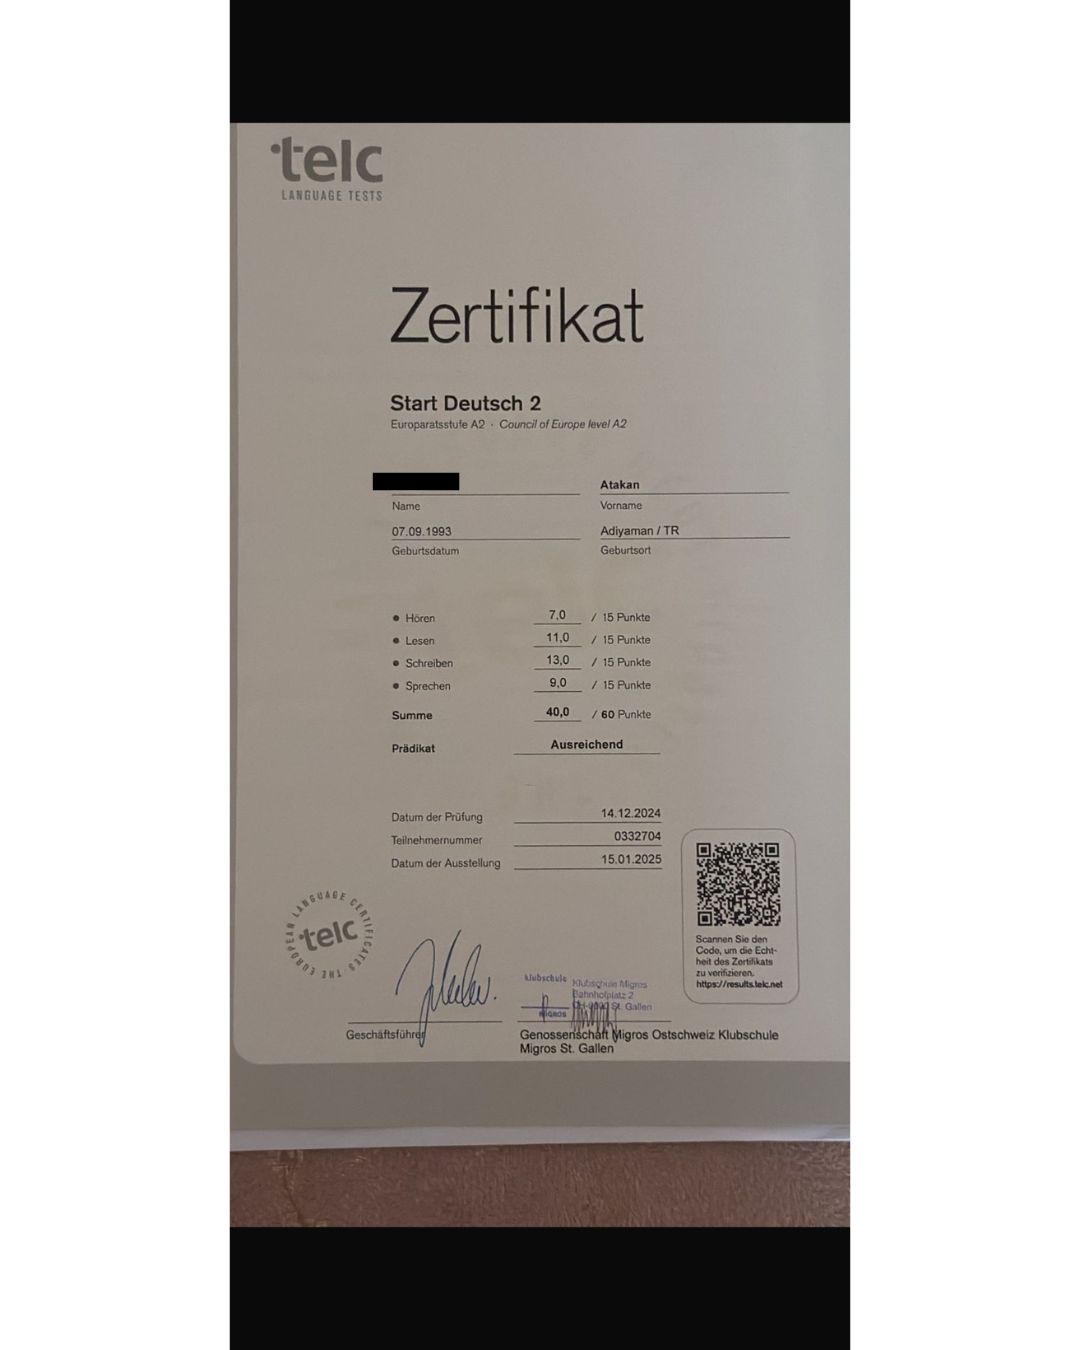 telc
LANGUAGE TESTS
Zertifikat
Start Deutsch 2
Europaratsstufe A2 · Council of Europe level A2
Atakan
Name Vorname
07.09.1993 Adiyaman / TR
Geburtsdatum Geburtsort
• Hören 7,0 / 15 Punkte
• Lesen 11,0 / 15 Punkte
• Schreiben 13,0 / 15 Punkte
• Sprechen 9,0 / 15 Punkte
Summe 40,0 / 60 Punkte
Prädikat Ausreichend
Datum der Prüfung 14.12.2024
Teilnehmernummer 0332704
Datum der Ausstellung 15.01.2025
Scannen Sie den
Code, um die Echt-
heit des Zertifikats
zu verifizieren.
https://results.telc.net
THE EUROPEAN LANGUAGE CERTIFICATES
telc
klubschule
MIGROS
Klubschule Migros
Bahnhofplatz 2
CH-9000 St. Gallen
Geschäftsführer
Genossenschaft Migros Ostschweiz Klubschule
Migros St. Gallen